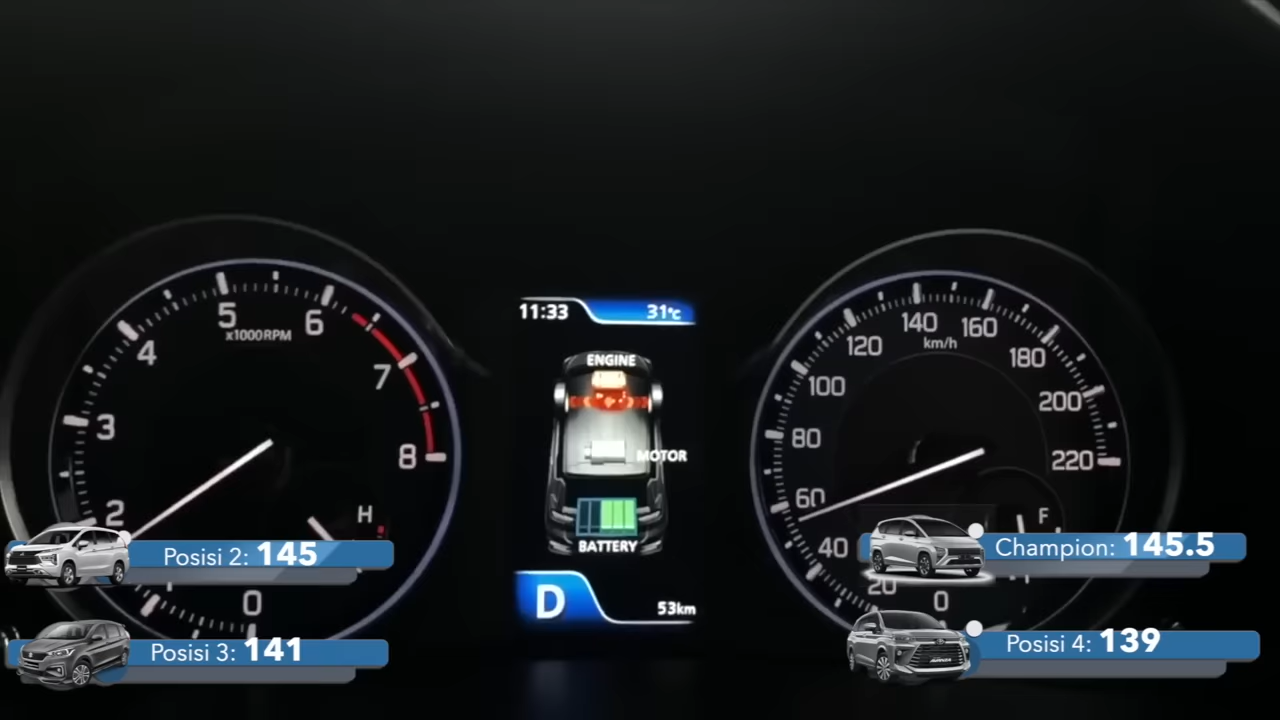 5
6
4
x1000RPM
7
3
8
2
H
0
11:33
31°c
ENGINE
MOTOR
BATTERY
D
53km
140
160
km/h
120
180
100
200
80
220
60
F
40
20
0
Posisi 2: 145
Champion: 145.5
Posisi 3: 141
Posisi 4: 139